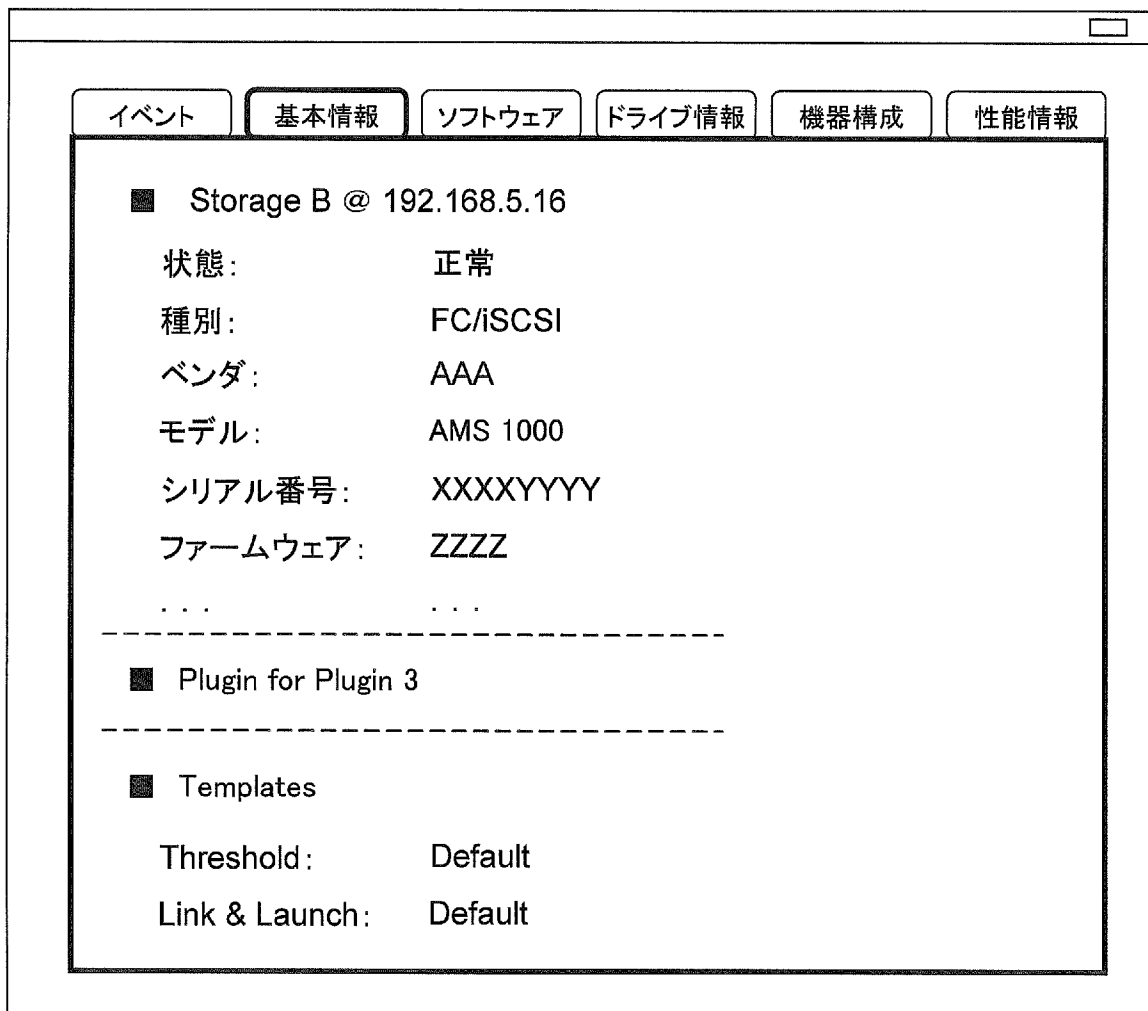 イベント 基本情報 ソフトウェア ドライブ情報 機器構成 性能情報
■ Storage B @ 192.168.5.16
状態: 正常
種別: FC/iSCSI
ベンダ: AAA
モデル: AMS 1000
シリアル番号: XXXXYYYY
ファームウェア: ZZZZ
. . . . . .
■ Plugin for Plugin 3
■ Templates
Threshold: Default
Link & Launch: Default